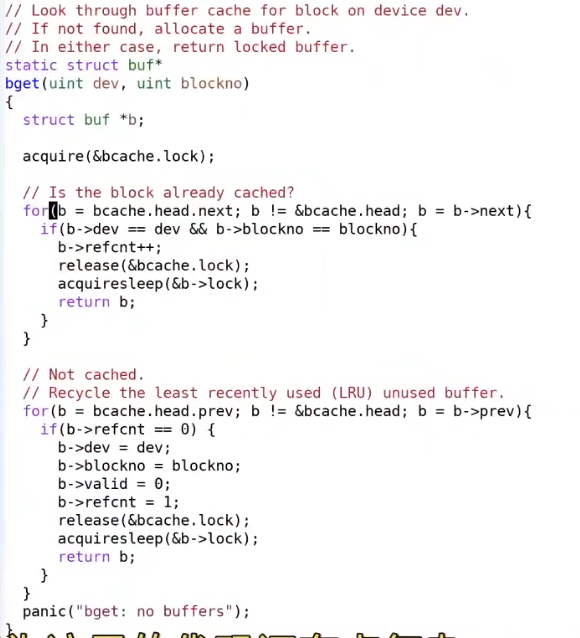 // Look through buffer cache for block on device dev.
// If not found, allocate a buffer.
// In either case, return locked buffer.
static struct buf*
bget(uint dev, uint blockno)
{
  struct buf *b;

  acquire(&bcache.lock);

  // Is the block already cached?
  for(b = bcache.head.next; b != &bcache.head; b = b->next){
    if(b->dev == dev && b->blockno == blockno){
      b->refcnt++;
      release(&bcache.lock);
      acquiresleep(&b->lock);
      return b;
    }
  }

  // Not cached.
  // Recycle the least recently used (LRU) unused buffer.
  for(b = bcache.head.prev; b != &bcache.head; b = b->prev){
    if(b->refcnt == 0) {
      b->dev = dev;
      b->blockno = blockno;
      b->valid = 0;
      b->refcnt = 1;
      release(&bcache.lock);
      acquiresleep(&b->lock);
      return b;
    }
  }
  panic("bget: no buffers");
}